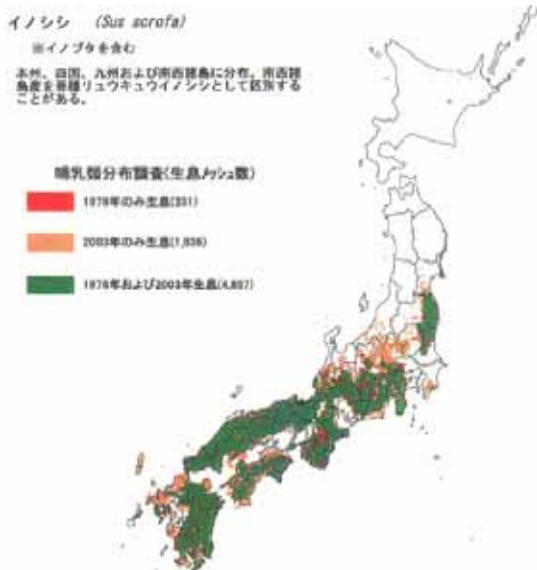 イノシシ (Sus scrofa)
※イノブタを含む
本州、四国、九州および南西諸島に分布。南西諸
島産を亜種リュウキュウイノシシとして区別する
ことがある。
哺乳類分布調査(生息メッシュ数)
1978年のみ生息(331)
2003年のみ生息(1,936)
1978年および2003年生息(4,857)